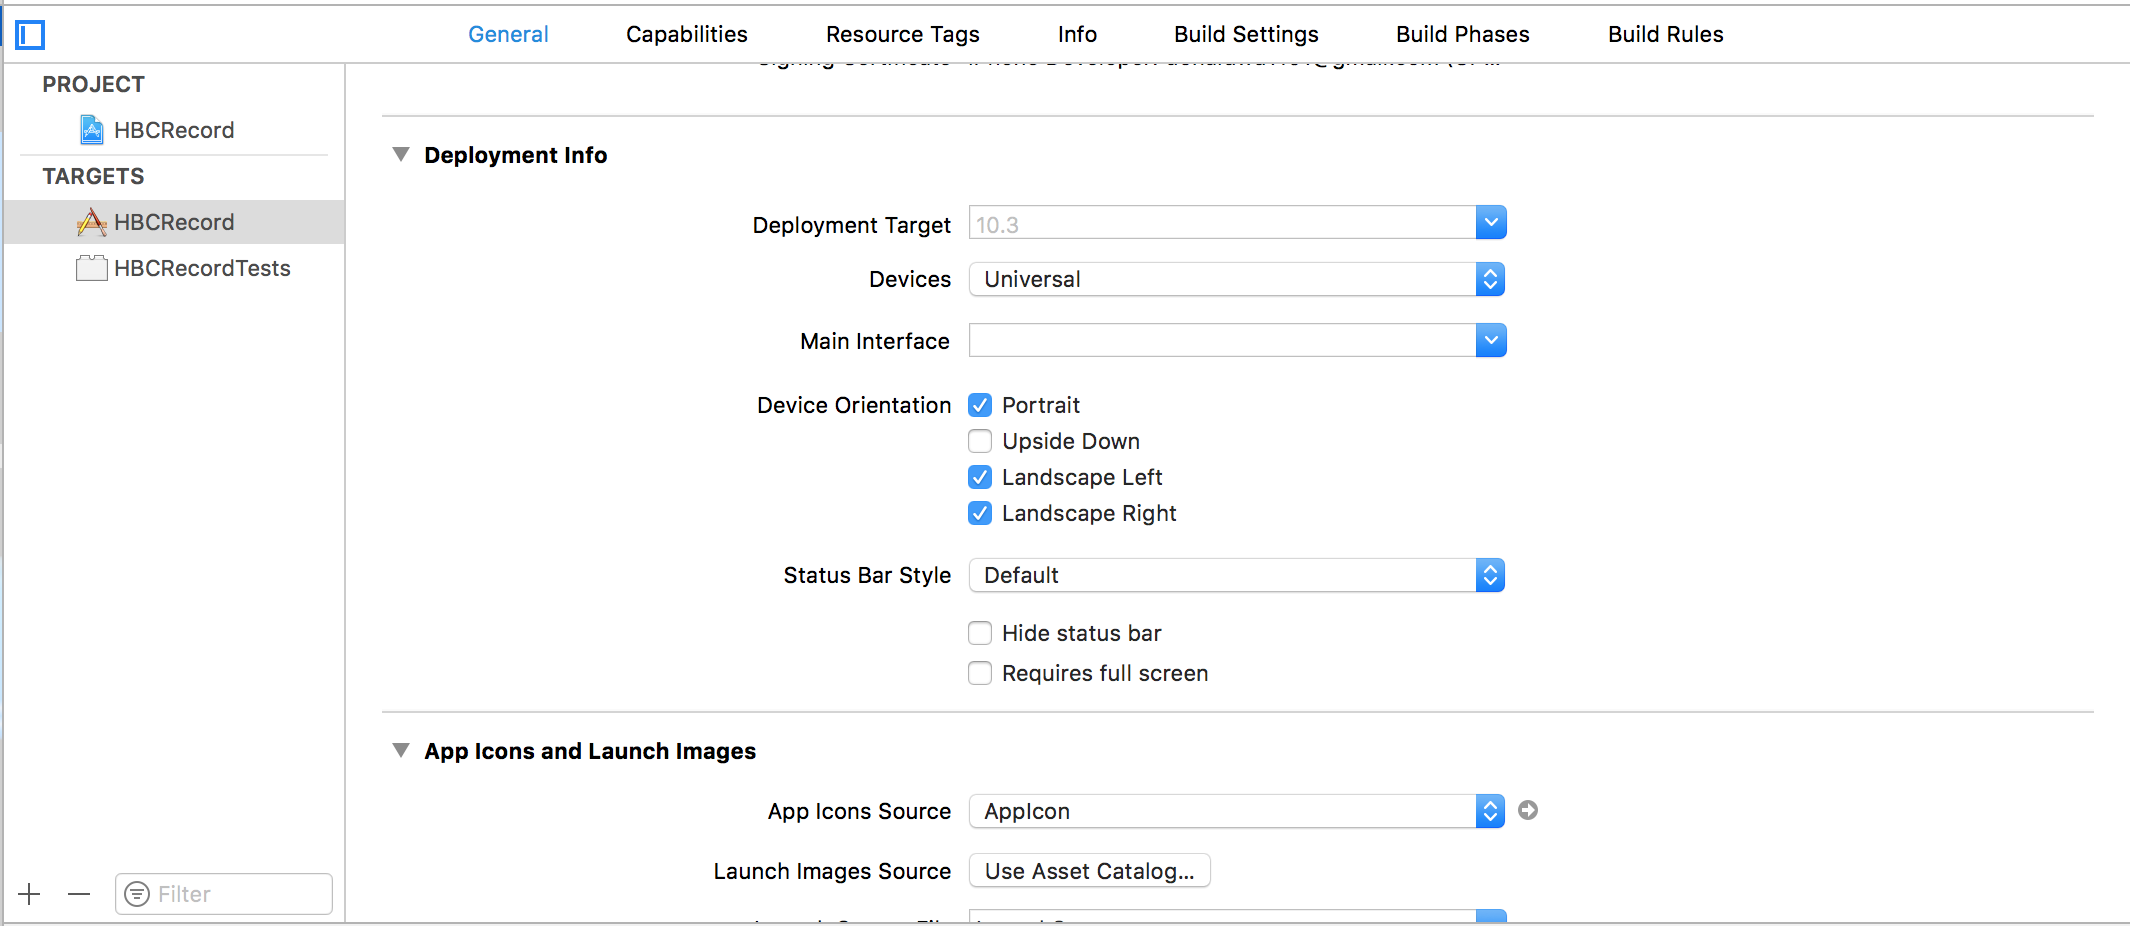 General Capabilities Resource Tags Info Build Settings Build Phases Build Rules
PROJECT
HBCRecord
TARGETS
HBCRecord
HBCRecordTests
Filter
Deployment Info
Deployment Target 10.3
Devices Universal
Main Interface
Device Orientation Portrait
Upside Down
Landscape Left
Landscape Right
Status Bar Style Default
Hide status bar
Requires full screen
App Icons and Launch Images
App Icons Source AppIcon
Launch Images Source Use Asset Catalog...